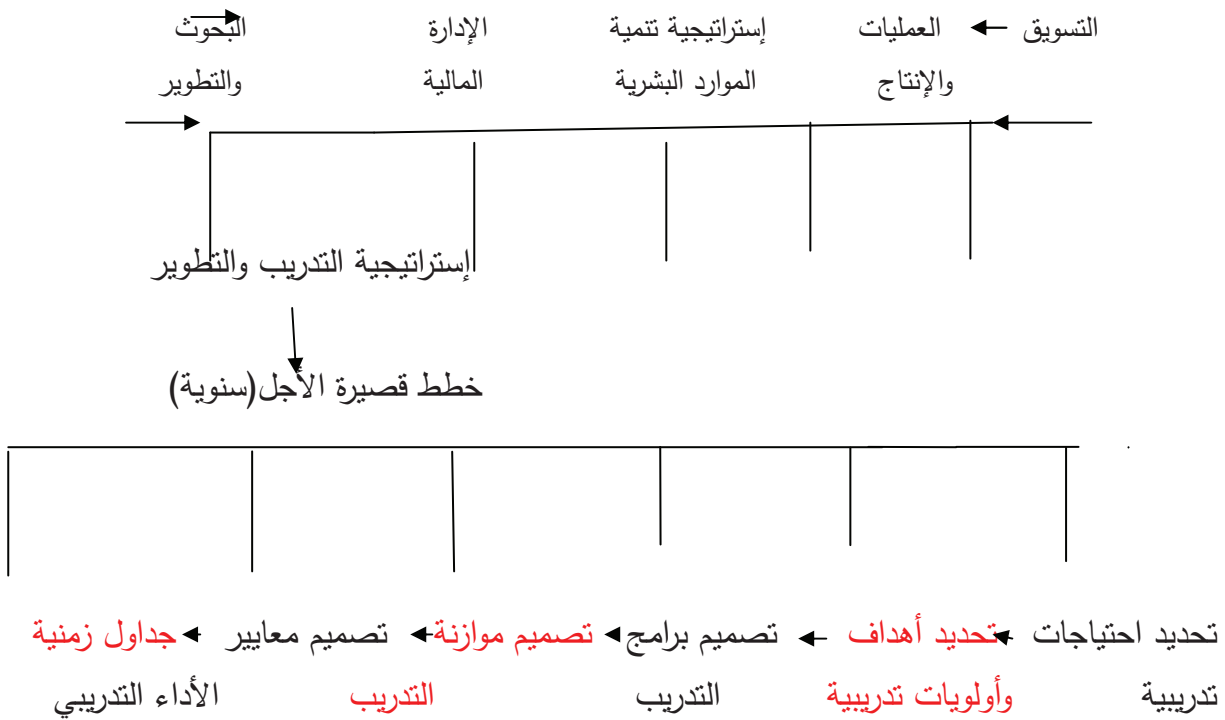 التسويق العمليات إستراتيجية تنمية الإدارة البحوث
والإنتاج الموارد البشرية المالية والتطوير
إستراتيجية التدريب والتطوير
خطط قصيرة الأجل(سنوية)
تحديد احتياجات تحديد أهداف تصميم برامج تصميم موازنة تصميم معايير جداول زمنية
تدريبية وأولويات تدريبية التدريب التدريب الأداء التدريبي